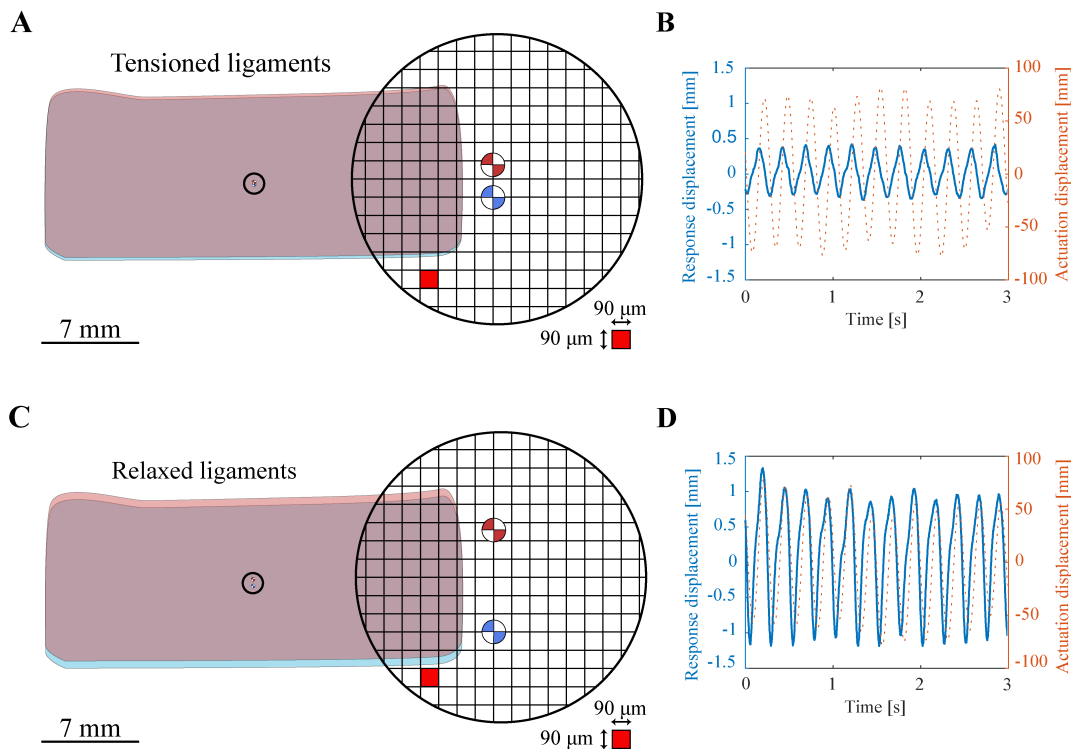 A
Tensioned ligaments
7 mm
90 μm
90 μm
B
Response displacement [mm]
1.5
1
0.5
0
-0.5
-1
-1.5
Actuation displacement [mm]
100
50
0
-50
-100
0
1
2
3
Time [s]
C
Relaxed ligaments
7 mm
90 μm
90 μm
D
Response displacement [mm]
1.5
1
0.5
0
-0.5
-1
-1.5
Actuation displacement [mm]
100
50
0
-50
-100
0
1
2
3
Time [s]